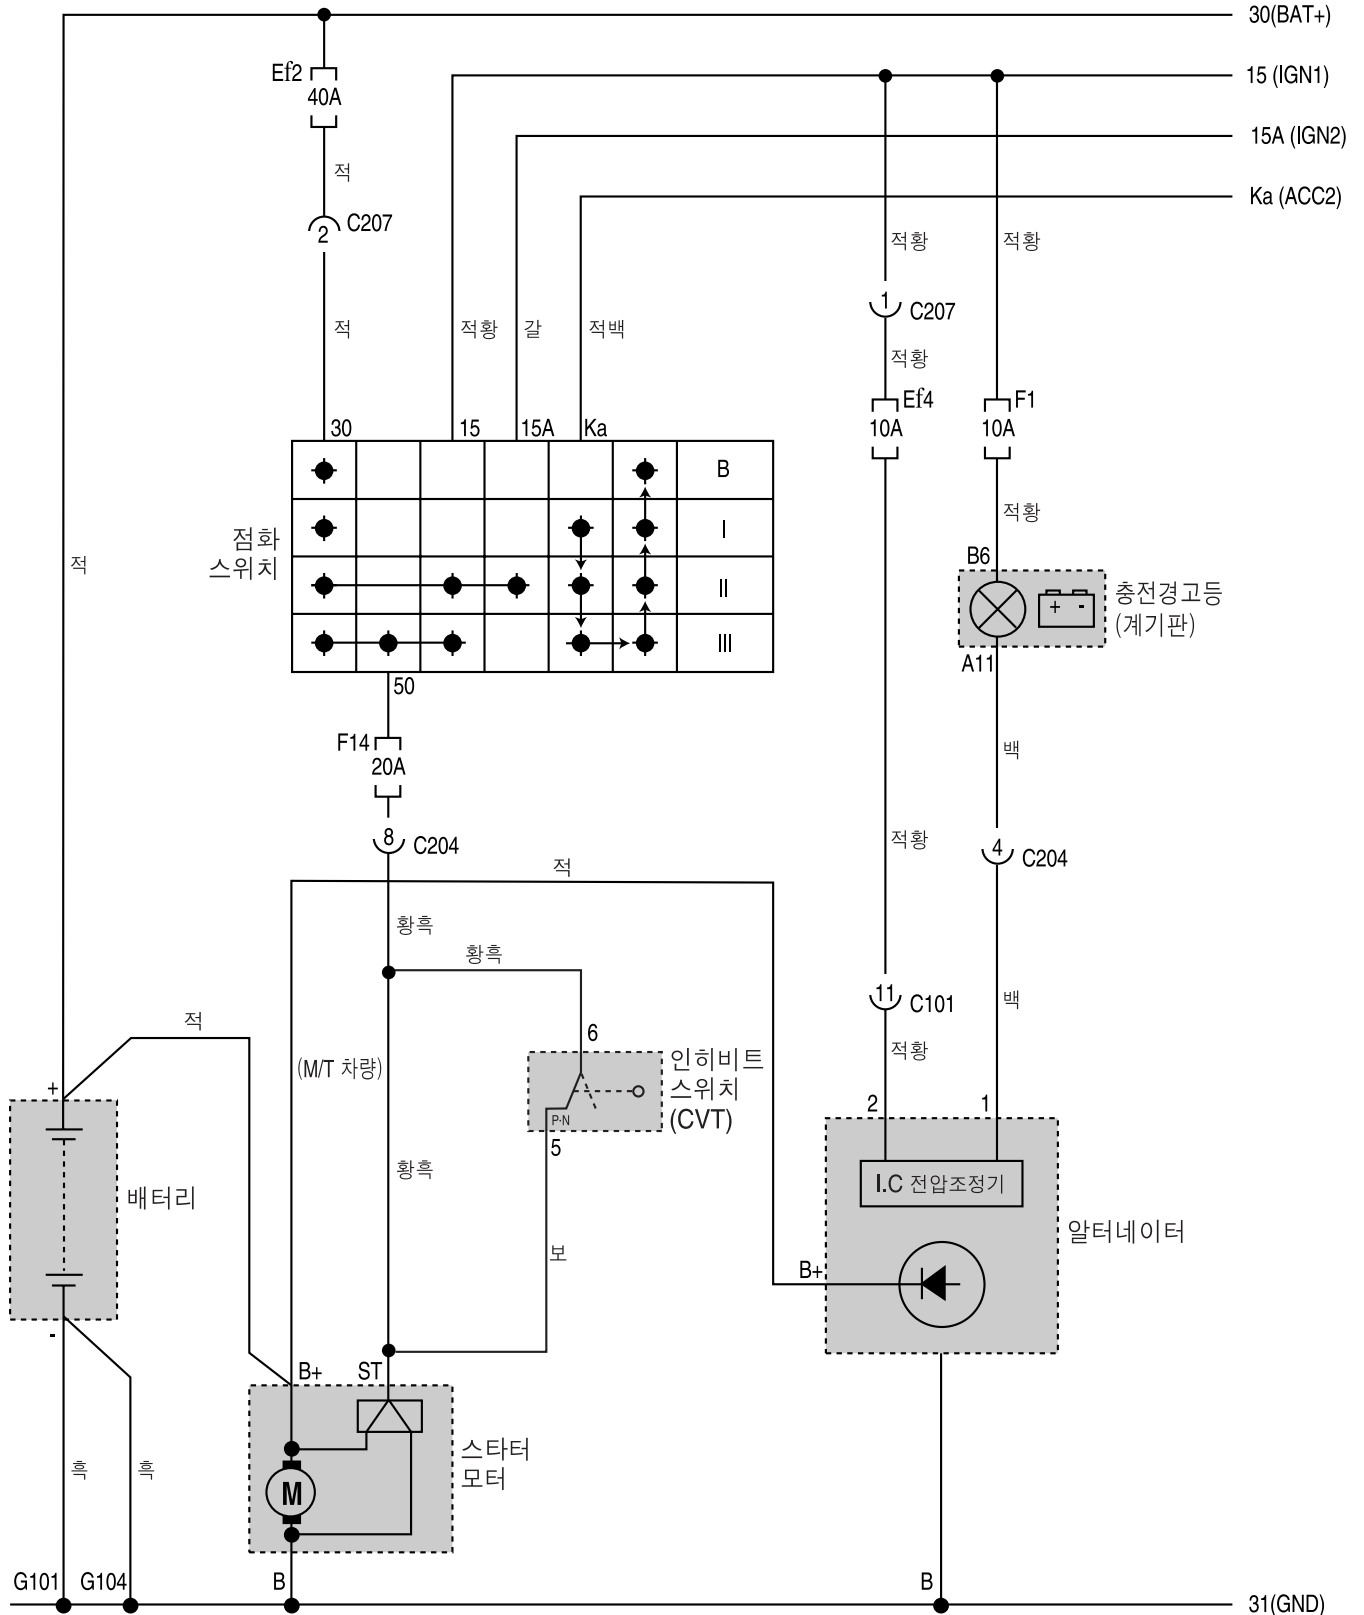 30(BAT+)
Ef2
40A
15 (IGN1)
15A (IGN2)
적
Ka (ACC2)
2
C207
적황
적황
1
C207
적
적황
갈
적백
적황
Ef4
10A
F1
10A
30
15
15A
Ka
B
I
II
III
점화
스위치
적황
적
B6
+ -
충전경고등
(계기판)
A11
50
F14
20A
백
8
C204
적황
4
C204
적
황흑
황흑
11
C101
백
적
(M/T 차량)
6
인히비트
스위치
(CVT)
P-N
5
적황
2
1
+
배터리
-
황흑
I.C 전압조정기
알터네이터
보
B+
B+
ST
스타터
모터
M
흑
흑
G101
G104
B
B
31(GND)